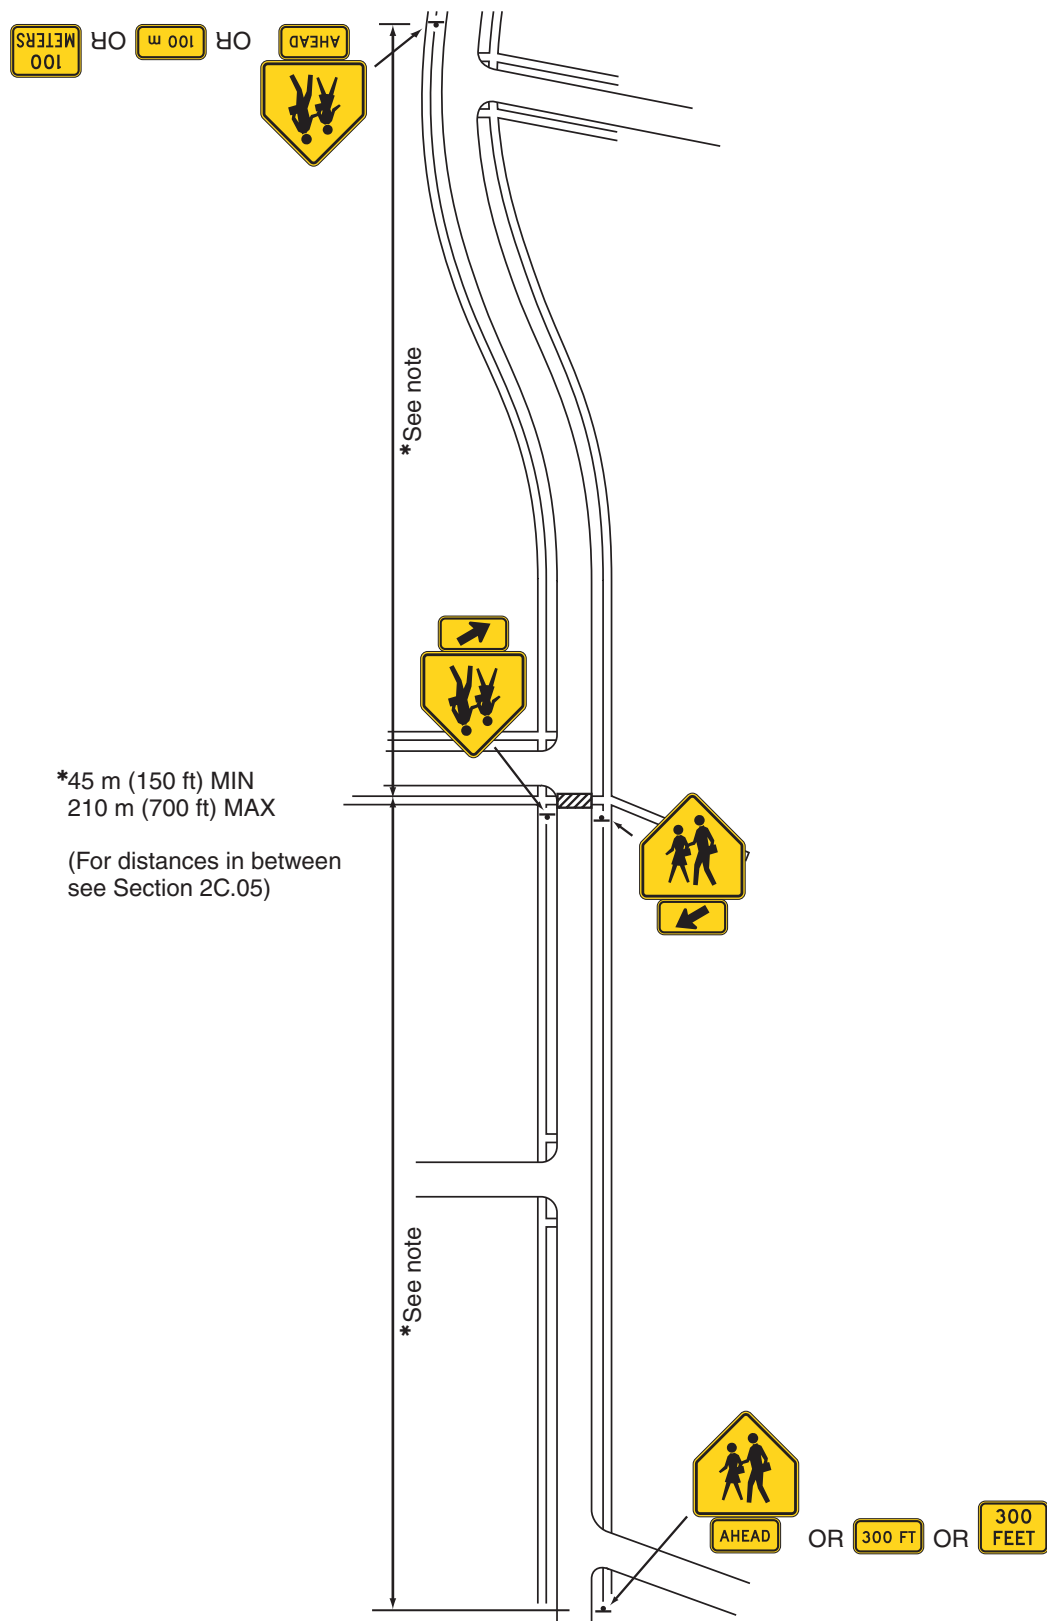 100
METERS
OR
100 m
OR
AHEAD
*See note
*45 m (150 ft) MIN
210 m (700 ft) MAX
(For distances in between
see Section 2C.05)
*See note
AHEAD
OR
300 FT
OR
300
FEET